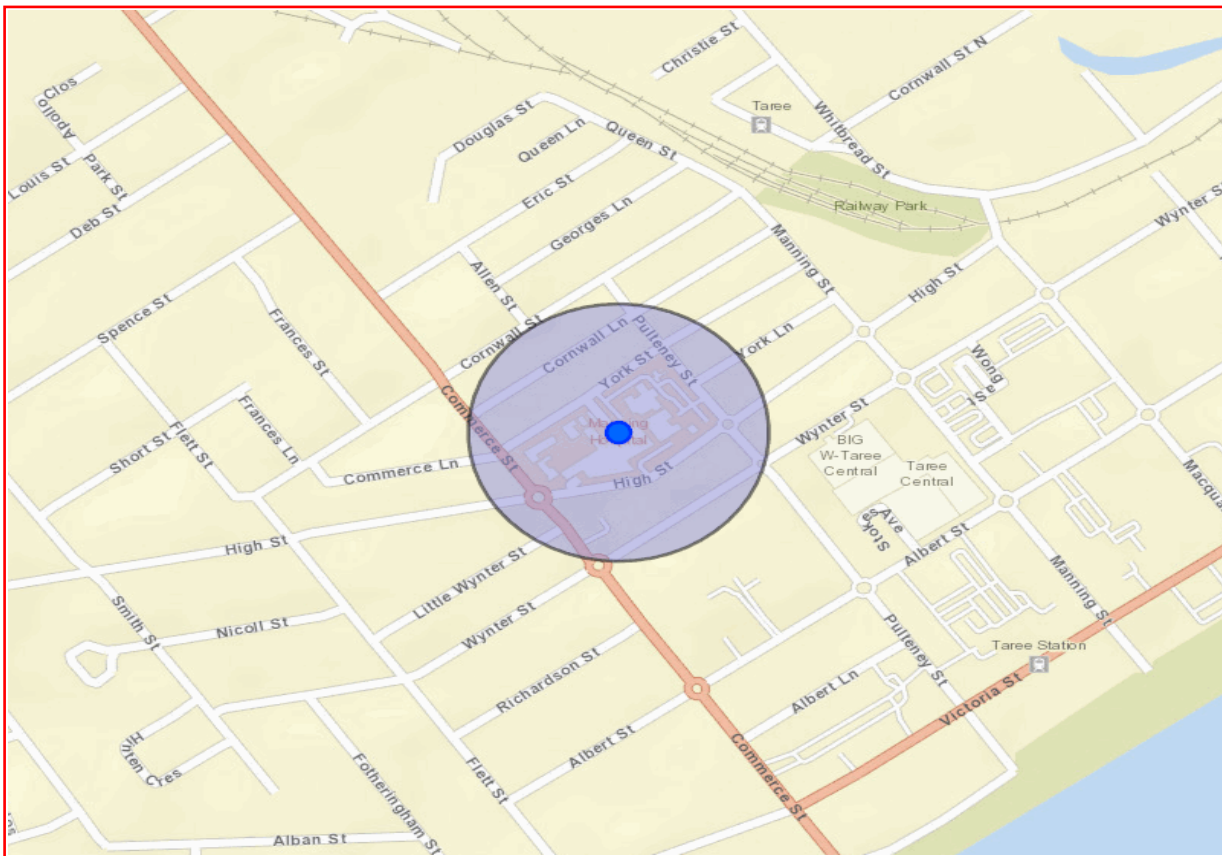 Christie St
Cornwall St N
Clos
Apollo
Taree
Whitbread St
Douglas St
Queen Ln
Queen St
Louis St
Park St
Eric St
Railway Park
Wynter S
Deb St
Georges Ln
Manning St
High St
Allen St
Spence St
Frances St
Cornwall St
Cornwall Ln
Pulteney St
York Ln
York St
Wong
as L
Commerce St
Frances Ln
Wynter St
Short St
Flett St
Manning
Hospital
BIG
W-Taree
Central
Taree
Central
Commerce Ln
High St
Macqua
Stokes Ave
Albert St
High St
Little Wynter St
Manning St
Smith St
Nicoll St
Wynter St
Pulteney St
Taree Station
Richardson St
Albert Ln
Victoria St
Albert St
Commerce St
Flett St
Fotheringham St
Alban St